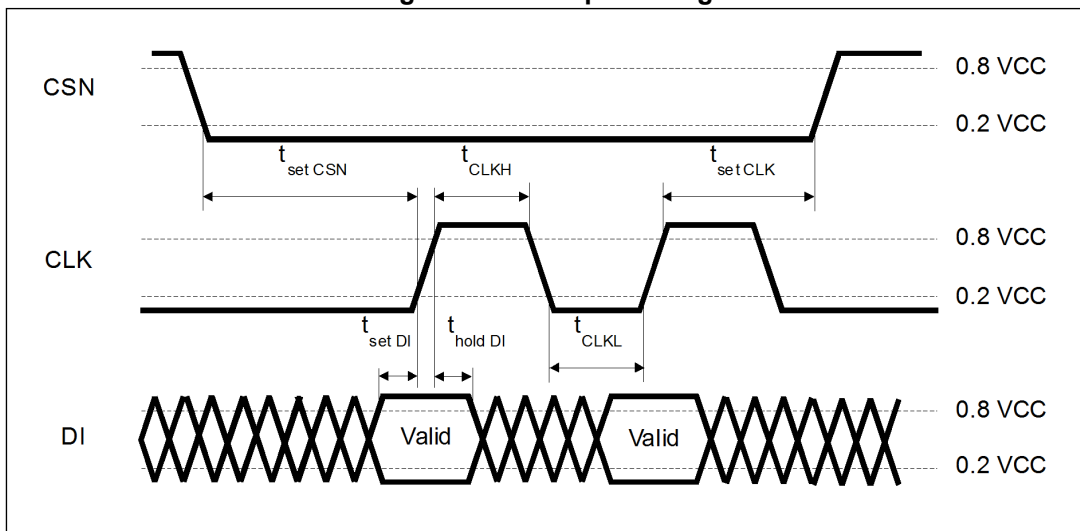 CSN
0.8 VCC
0.2 VCC
t set CSN
t CLKH
t set CLK
CLK
0.8 VCC
0.2 VCC
t set DI
t hold DI
t CLKL
DI
Valid
Valid
0.8 VCC
0.2 VCC